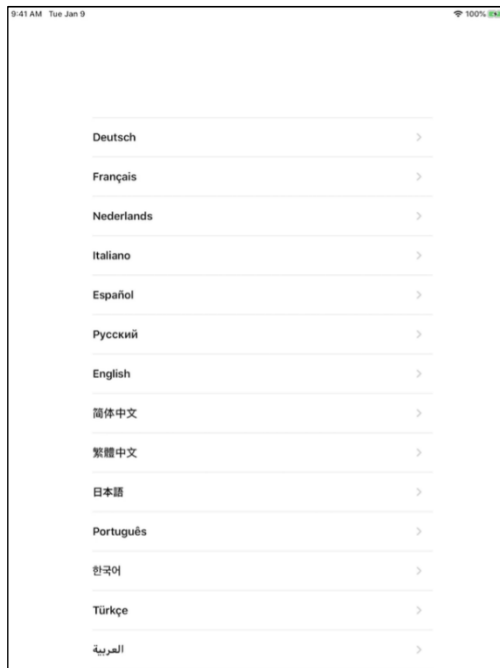 9:41 AM Tue Jan 9 100%
Deutsch
Français
Nederlands
Italiano
Español
Русский
English
简体中文
繁體中文
日本語
Português
한국어
Türkçe
العربية